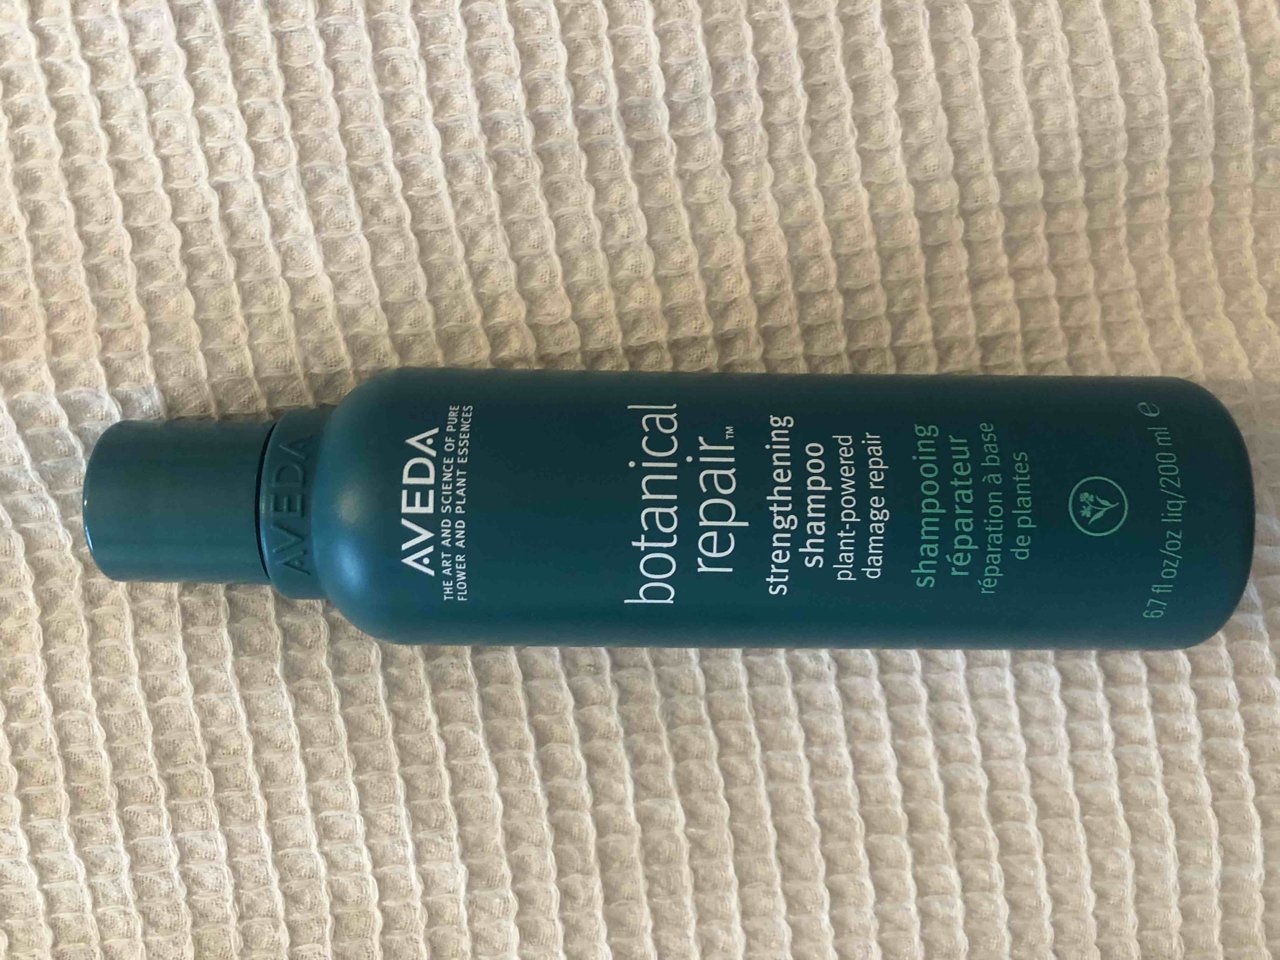 AVEDA
AVEDA
THE ART AND SCIENCE OF PURE
FLOWER AND PLANT ESSENCES
botanical
repair™
strengthening
shampoo
plant-powered
damage repair
shampooing
réparateur
réparation à base
de plantes
6.7 fl oz/oz liq/200 ml ℮